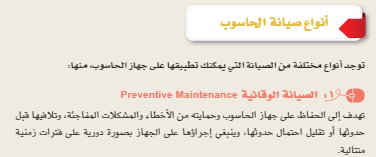 أنواع صيانة الحاسوب
توجد أنواع مختلفة من الصيانة التي يمكنك تطبيقها على جهاز الحاسوب، منها:
١: الصيانة الوقائية Preventive Maintenance
تهدف إلى الحفاظ على جهاز الحاسوب وحمايته من الأخطاء والمشكلات المفاجئة، وتلافيها قبل
حدوثها أو تقليل احتمال حدوثها، وينبغي إجراؤها على الجهاز بصورة دورية على فترات زمنية
متتالية.